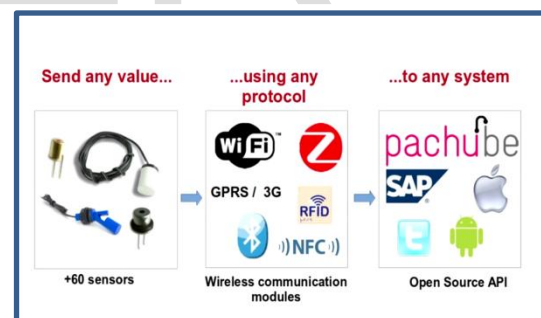 Send any value...
...using any
protocol
...to any system
WiFi™
GPRS / 3G
RFiD
NFC
pachube
SAP
+60 sensors
Wireless communication
modules
Open Source API